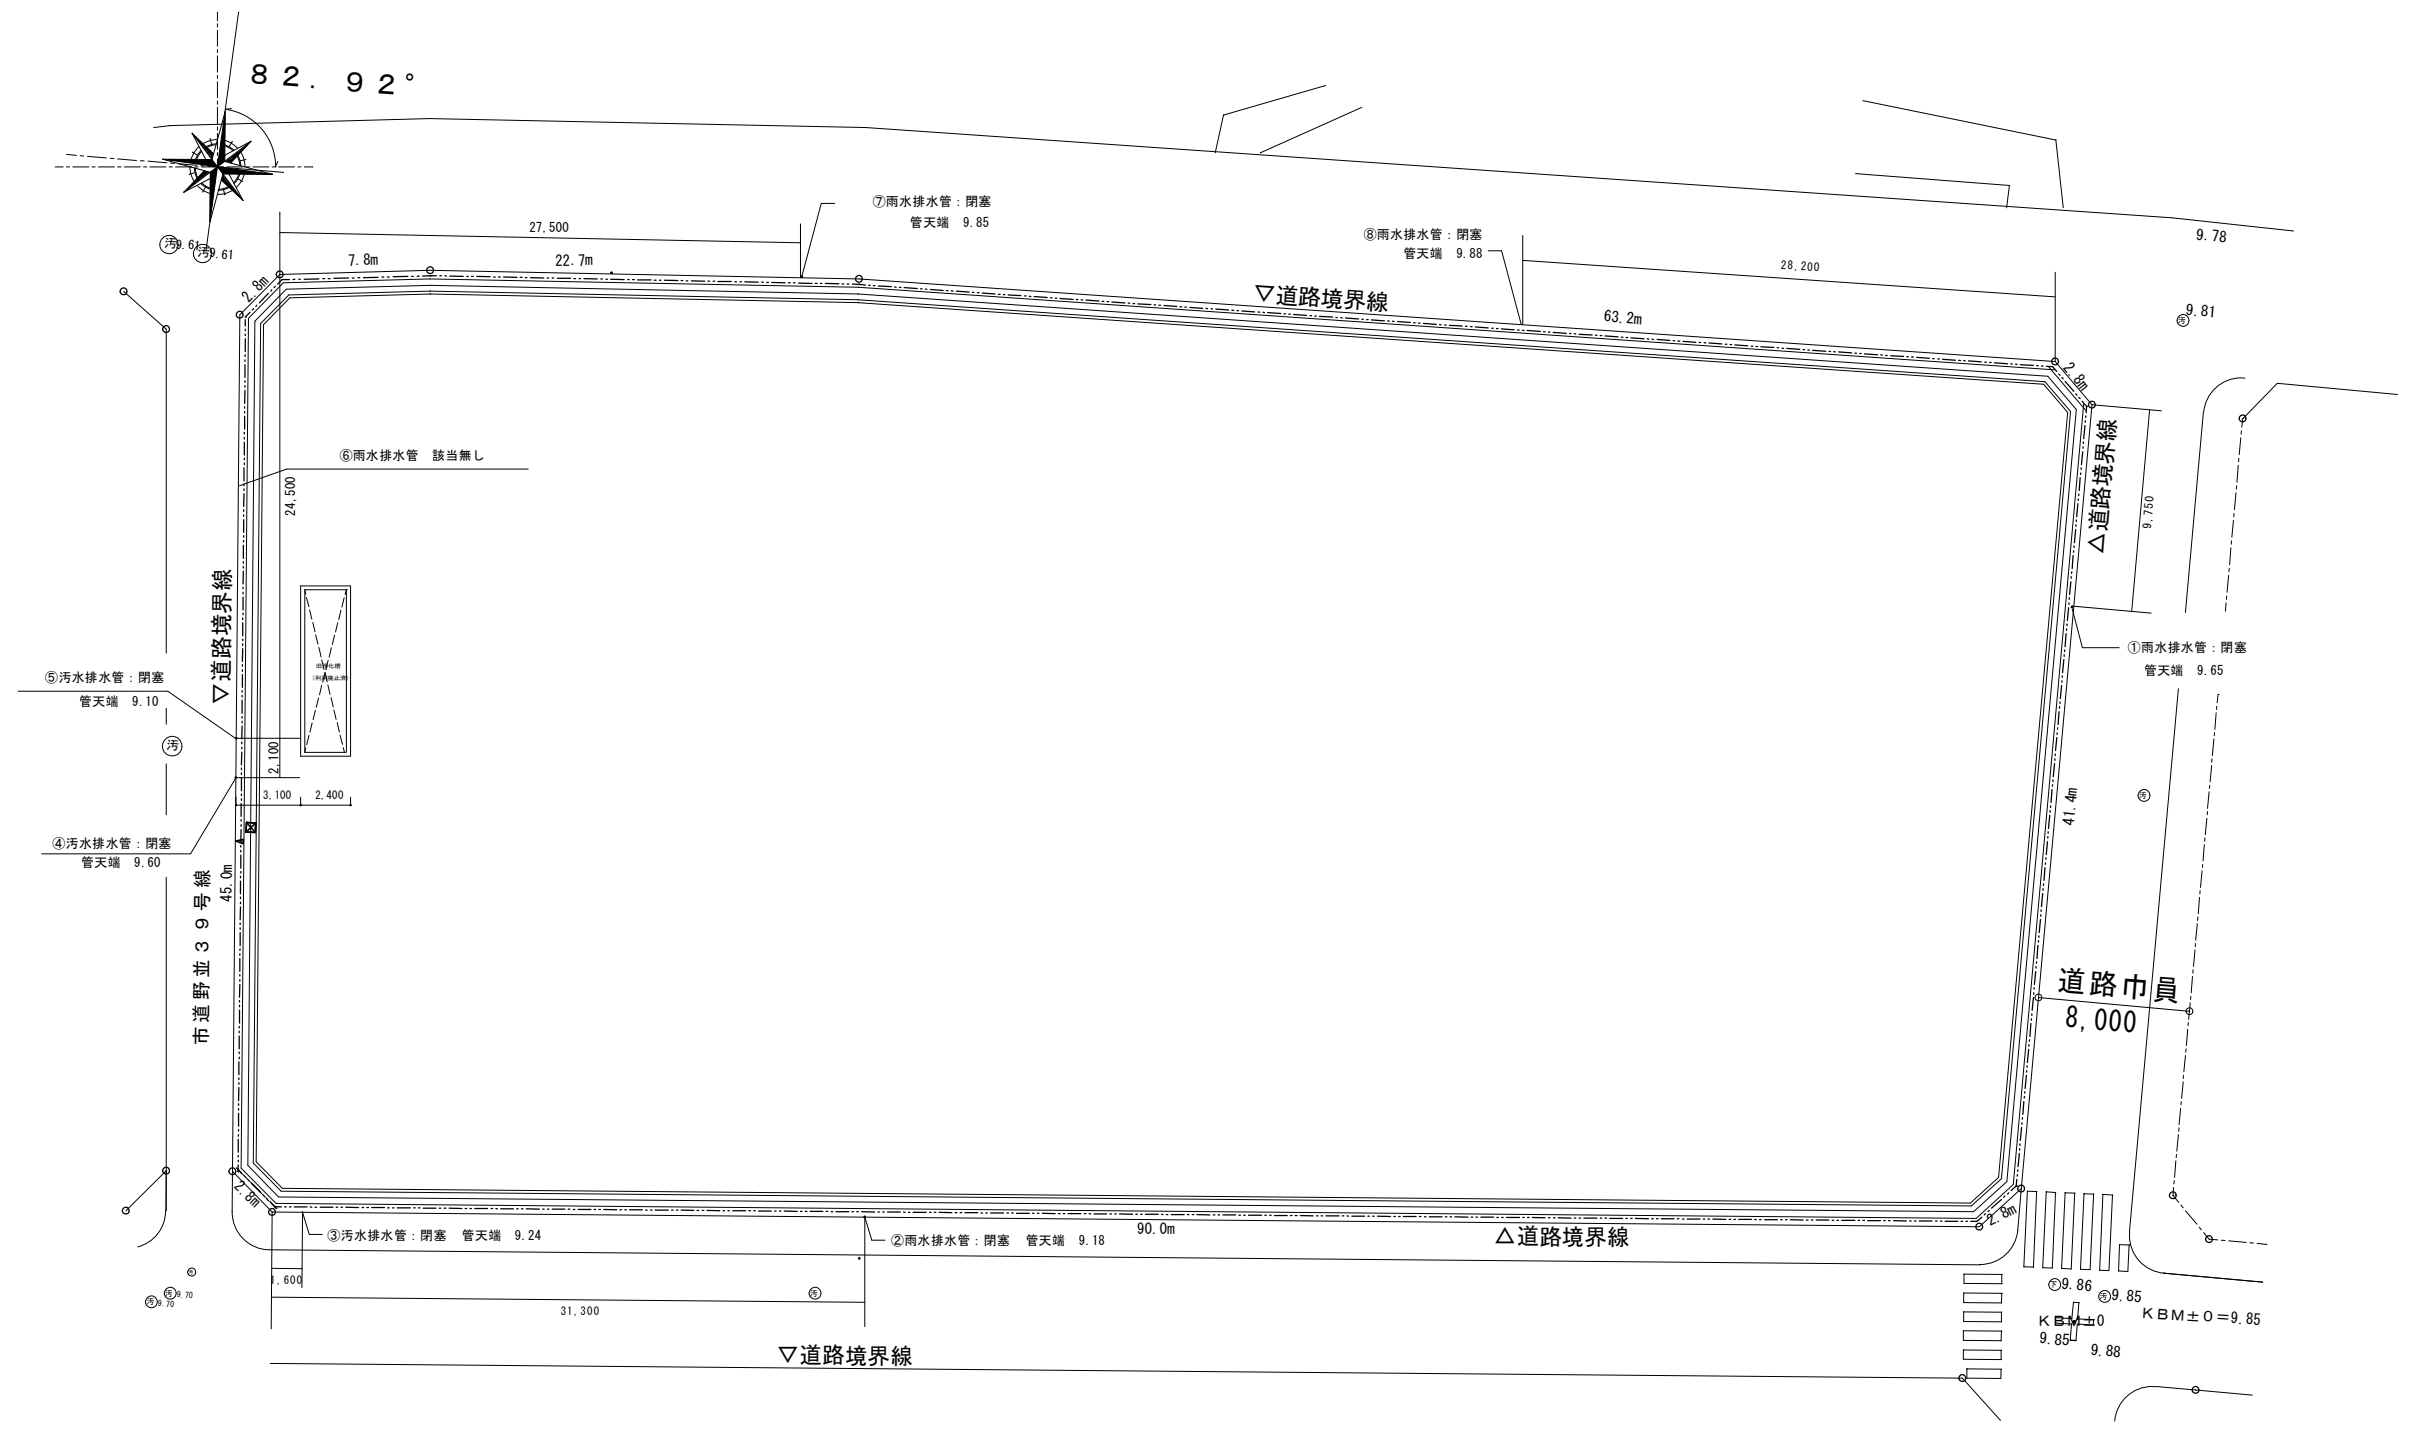 ８２．９２°
汚9.61
汚9.61
27,500
⑦雨水排水管：閉塞
管天端　9.85
⑧雨水排水管：閉塞
管天端　9.88
28,200
9.78
9.81
汚
2.8m
7.8m
22.7m
▽道路境界線
63.2m
2.8m
⑥雨水排水管　該当無し
24,500
△道路境界線
9,750
▽道路境界線
①雨水排水管：閉塞
管天端　9.65
⑤汚水排水管：閉塞
管天端　9.10
汚
2,100
3,100
2,400
④汚水排水管：閉塞
管天端　9.60
45.0m
市道野並３９号線
41.4m
汚
道路巾員
8,000
2.8m
③汚水排水管：閉塞　管天端　9.24
②雨水排水管：閉塞　管天端　9.18
90.0m
△道路境界線
2.8m
1,600
31,300
汚
汚
汚9.70
汚9.70
9.86
汚9.85
ＫＢＭ±0
9.85
9.88
ＫＢＭ±０＝9.85
▽道路境界線